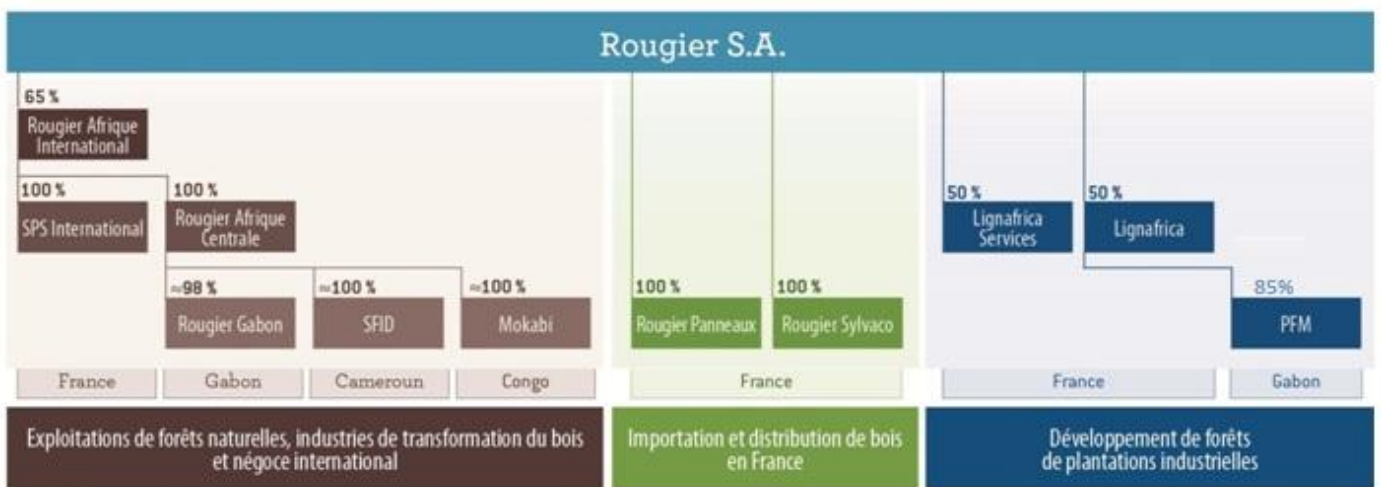 Rougier S.A.
65 %
Rougier Afrique
International
100 %
SPS International
100 %
Rougier Afrique
Centrale
≈98 %
Rougier Gabon
≈100 %
SFID
≈100 %
Mokabi
France
Gabon
Cameroun
Congo
Exploitations de forêts naturelles, industries de transformation du bois
et négoce international
100 %
Rougier Panneaux
100 %
Rougier Sylvaco
France
Importation et distribution de bois
en France
50 %
Lignafrica
Services
50 %
Lignafrica
85%
PFM
France
Gabon
Développement de forêts
de plantations industrielles